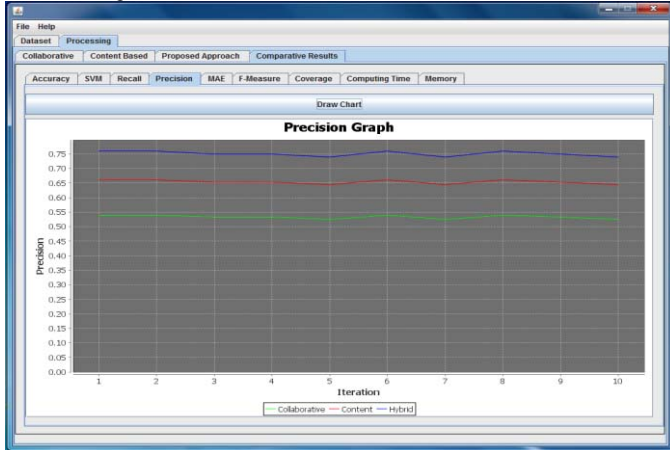 File Help
Dataset Processing
Collaborative Content Based Proposed Approach Comparative Results
Accuracy SVM Recall Precision MAE F-Measure Coverage Computing Time Memory
Draw Chart
Precision Graph
0.75
0.70
0.65
0.60
0.55
0.50
0.45
0.40
0.35
0.30
0.25
0.20
0.15
0.10
0.05
0.00
Precision
1 2 3 4 5 6 7 8 9 10
Iteration
Collaborative Content Hybrid